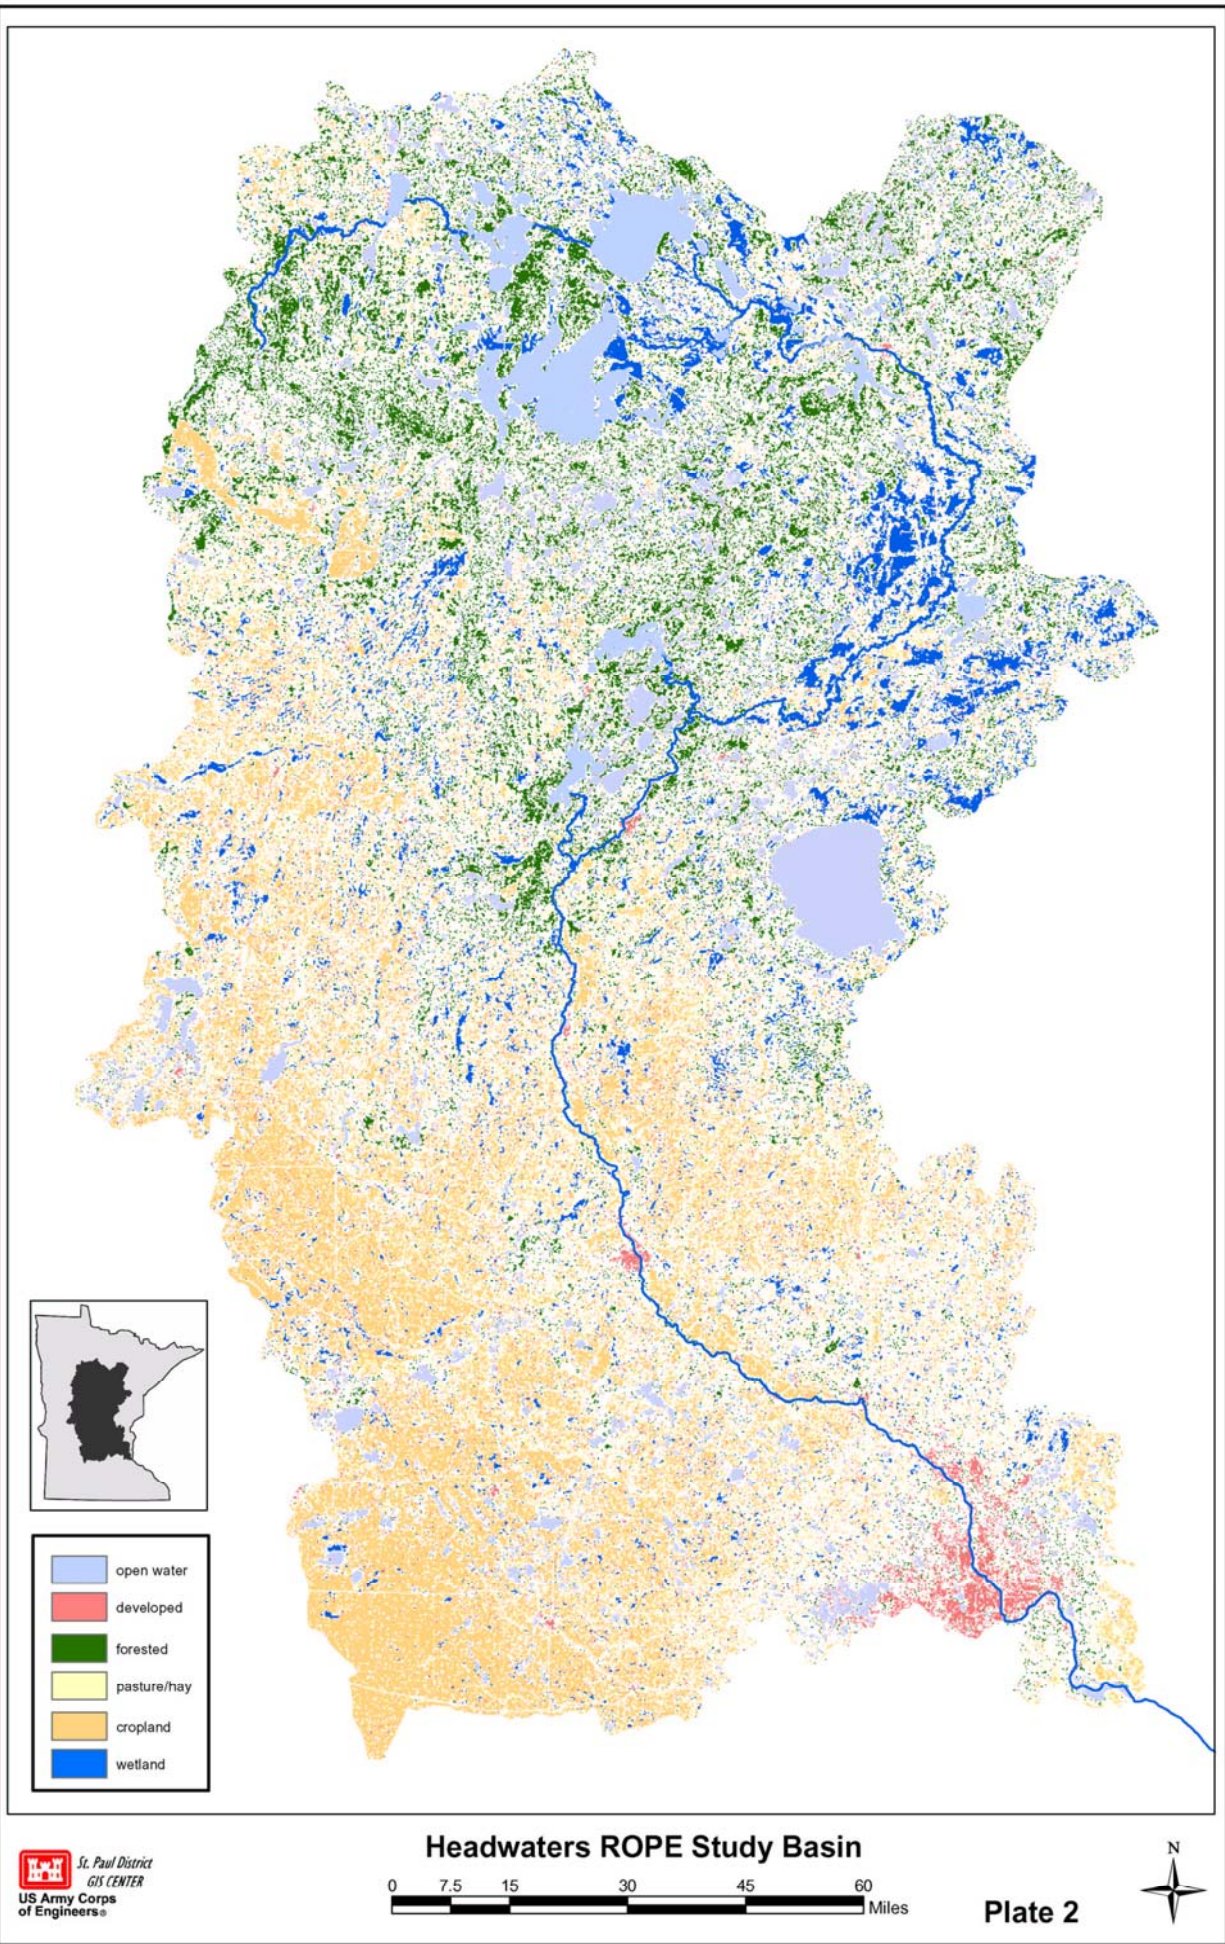 open water
developed
forested
pasture/hay
cropland
wetland
Headwaters ROPE Study Basin
0 7.5 15 30 45 60
Miles
St. Paul District
GIS CENTER
US Army Corps
of Engineers®
Plate 2
N